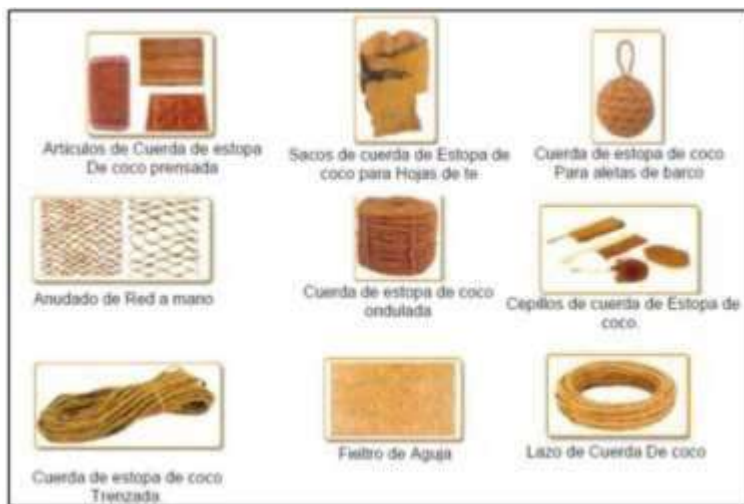 Artículos de Cuerda de estopa
De coco prensada
Sacos de cuerda de Estopa de
coco para Hojas de te
Cuerda de estopa de coco
Para aletas de barco
Anudado de Red a mano
Cuerda de estopa de coco
ondulada
Cepillos de cuerda de Estopa de
coco.
Cuerda de estopa de coco
Trenzada
Fieltro de Aguja
Lazo de Cuerda De coco